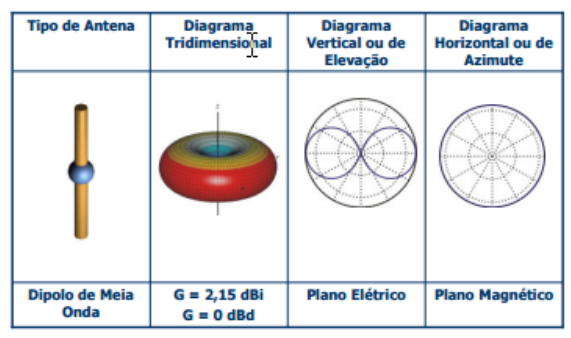 Tipo de Antena
Diagrama
Tridimensional
Diagrama
Vertical ou de
Elevação
Diagrama
Horizontal ou de
Azimute
Dipolo de Meia
Onda
G = 2,15 dBi
G = 0 dBd
Plano Elétrico
Plano Magnético